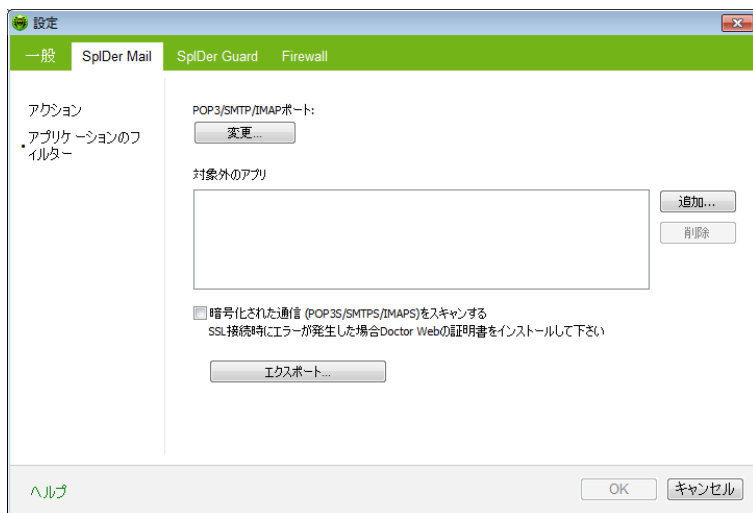 設定
一般 SpIDer Mail SpIDer Guard Firewall
アクション
アプリケーションのフ
ィルター
POP3/SMTP/IMAPポート:
変更...
対象外のアプリ
追加...
削除
暗号化された通信 (POP3S/SMTPS/IMAPS)をスキャンする
SSL接続時にエラーが発生した場合Doctor Webの証明書をインストールして下さい
エクスポート...
ヘルプ
OK キャンセル